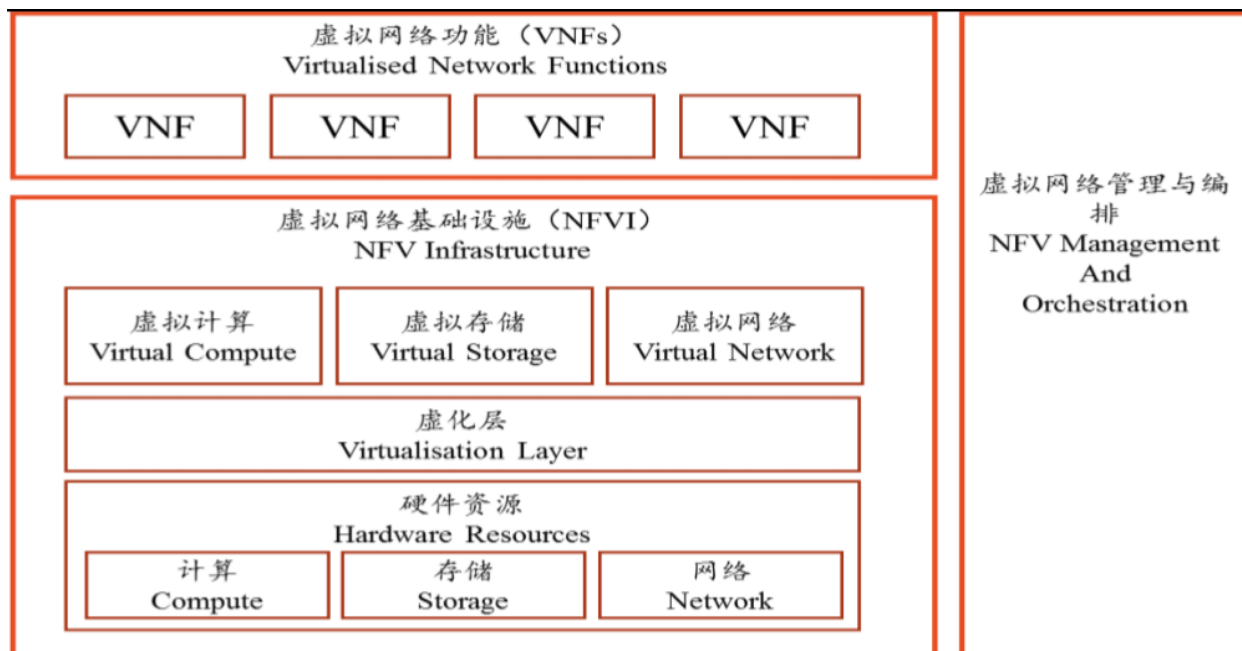 虚拟网络功能（VNFs）
Virtualised Network Functions
VNF VNF VNF VNF
虚拟网络基础设施（NFVI）
NFV Infrastructure
虚拟计算
Virtual Compute
虚拟存储
Virtual Storage
虚拟网络
Virtual Network
虚化层
Virtualisation Layer
硬件资源
Hardware Resources
计算
Compute
存储
Storage
网络
Network
虚拟网络管理与编
排
NFV Management
And
Orchestration